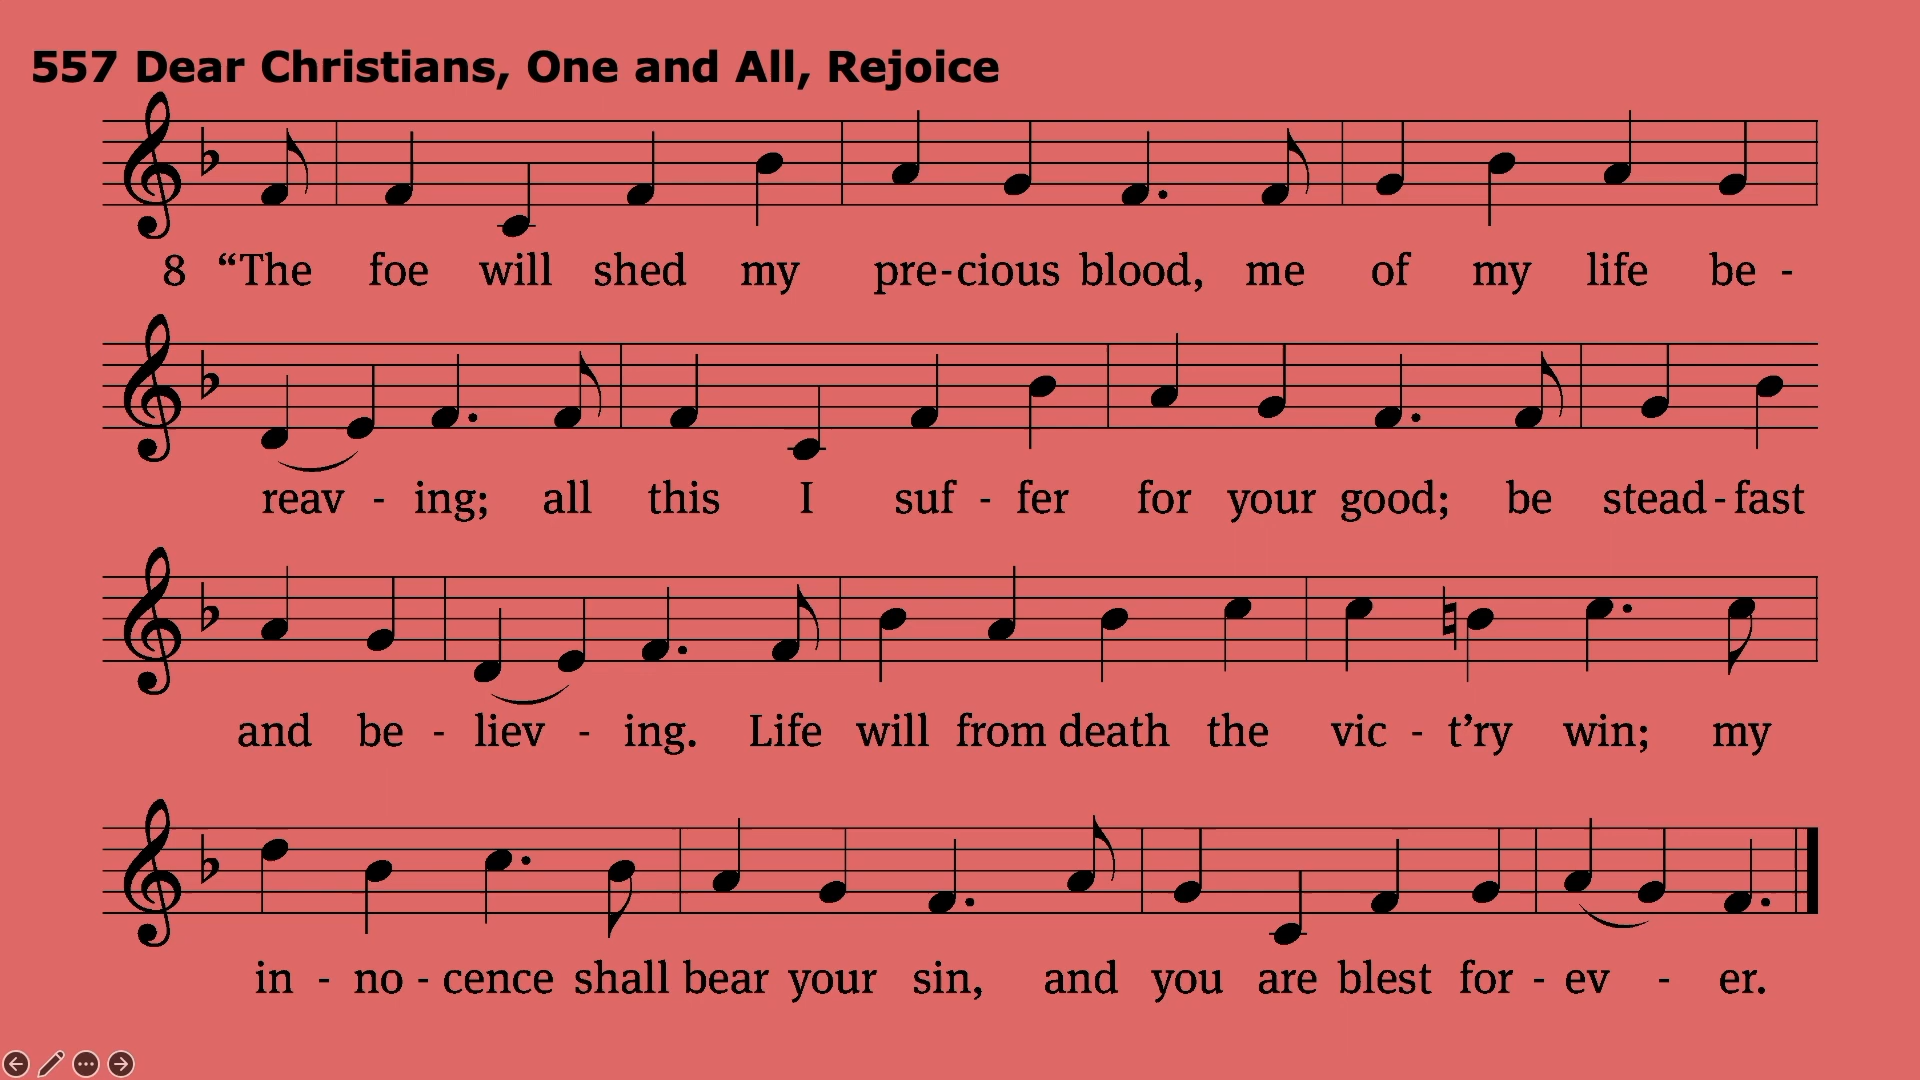 557 Dear Christians, One and All, Rejoice
8 “The foe will shed my pre-cious blood, me of my life be -
reav - ing; all this I suf - fer for your good; be stead-fast
and be - liev - ing. Life will from death the vic - t’ry win; my
in - no - cence shall bear your sin, and you are blest for - ev - er.